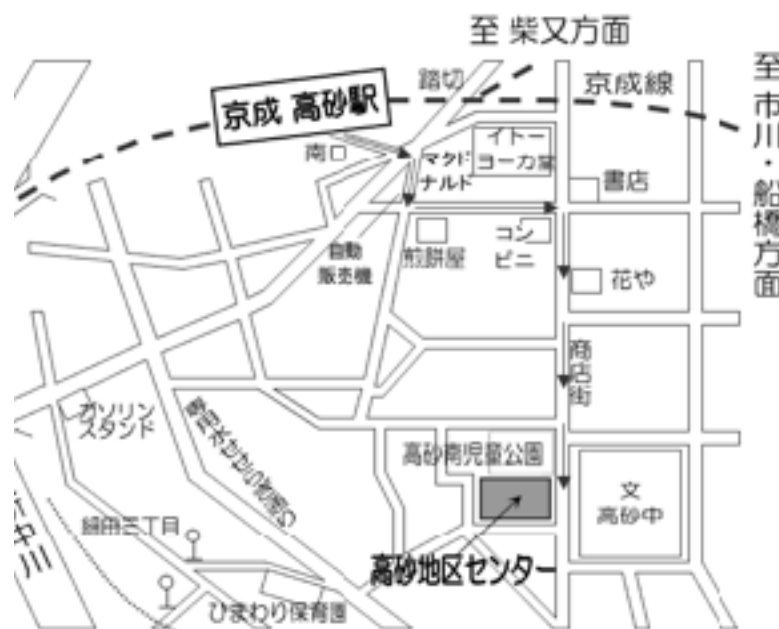 至 柴又方面
踏切
京成線
至 市川・船橋方面
京成 高砂駅
南口
マクド
ナルド
イトー
ヨーカ堂
書店
自動
販売機
煎餅屋
コン
ビニ
花や
商店街
ガソリン
スタンド
高砂南児童公園
文
高砂中
細田三丁目
高砂地区センター
ひまわり保育園